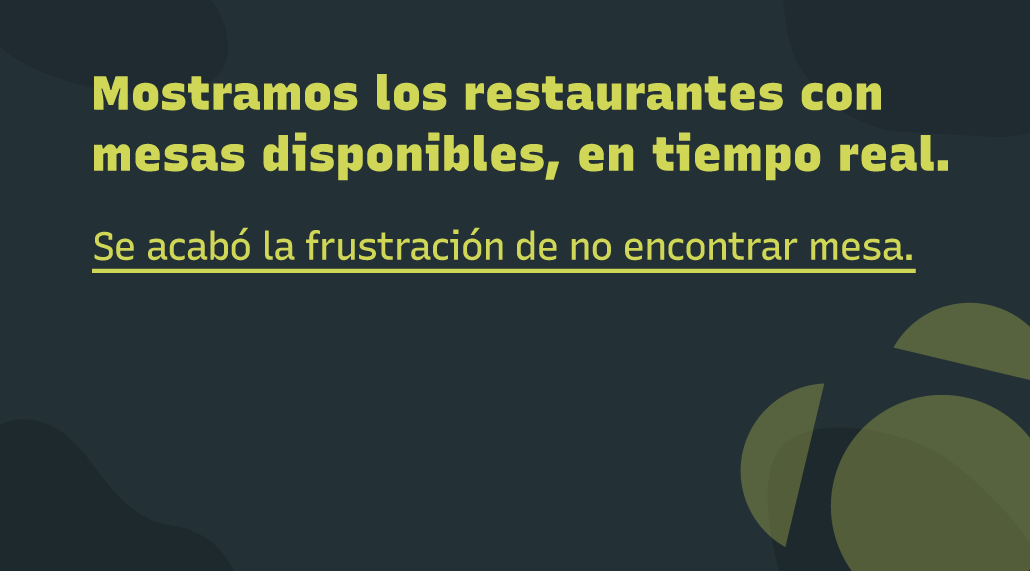 Mostramos los restaurantes con
mesas disponibles, en tiempo real.
Se acabó la frustración de no encontrar mesa.